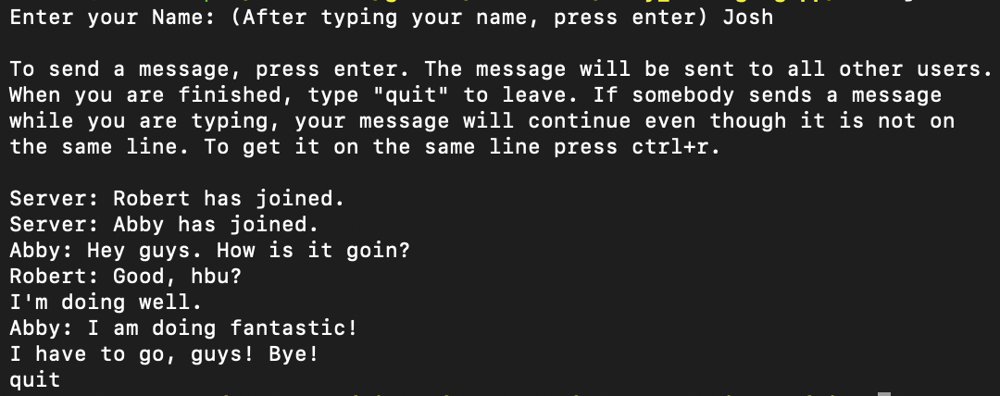 Enter your Name: (After typing your name, press enter) Josh
To send a message, press enter. The message will be sent to all other users.
When you are finished, type "quit" to leave. If somebody sends a message
while you are typing, your message will continue even though it is not on
the same line. To get it on the same line press ctrl+r.
Server: Robert has joined.
Server: Abby has joined.
Abby: Hey guys. How is it goin?
Robert: Good, hbu?
I'm doing well.
Abby: I am doing fantastic!
I have to go, guys! Bye!
quit